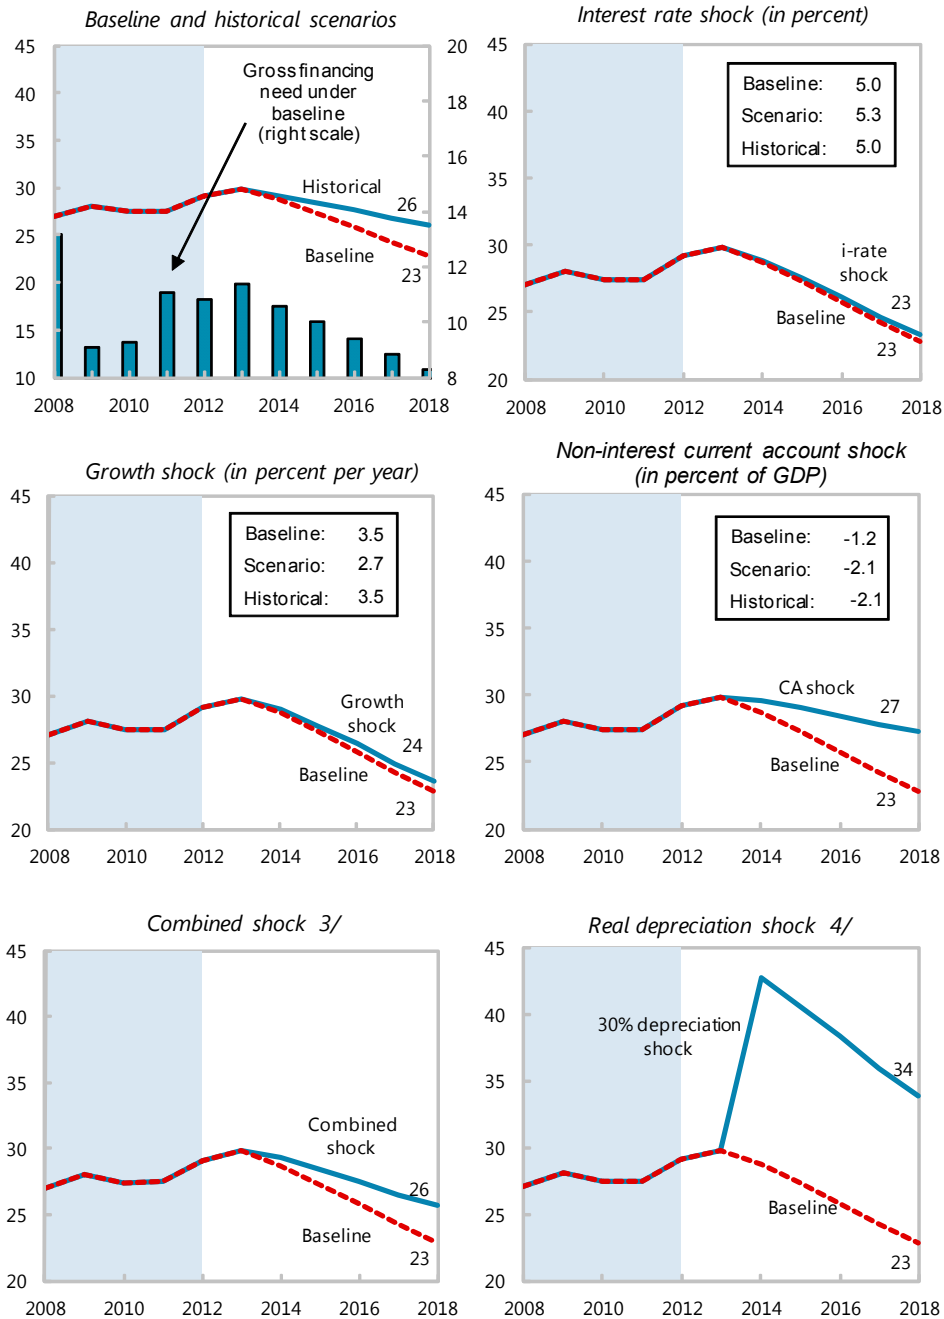 Baseline and historical scenarios
45
40
35
30
25
20
15
10
20
18
16
14
12
10
8
Gross financing
need under
baseline
(right scale)
Historical
26
Baseline
23
2008
2010
2012
2014
2016
2018
Interest rate shock (in percent)
45
40
35
30
25
20
Baseline: 5.0
Scenario: 5.3
Historical: 5.0
i-rate
shock
23
Baseline
23
2008
2010
2012
2014
2016
2018
Growth shock (in percent per year)
45
40
35
30
25
20
Baseline: 3.5
Scenario: 2.7
Historical: 3.5
Growth
shock
24
Baseline
23
2008
2010
2012
2014
2016
2018
Non-interest current account shock
(in percent of GDP)
45
40
35
30
25
20
Baseline: -1.2
Scenario: -2.1
Historical: -2.1
CA shock
27
Baseline
23
2008
2010
2012
2014
2016
2018
Combined shock 3/
45
40
35
30
25
20
Combined
shock
26
Baseline
23
2008
2010
2012
2014
2016
2018
Real depreciation shock 4/
45
40
35
30
25
20
30% depreciation
shock
34
Baseline
23
2008
2010
2012
2014
2016
2018